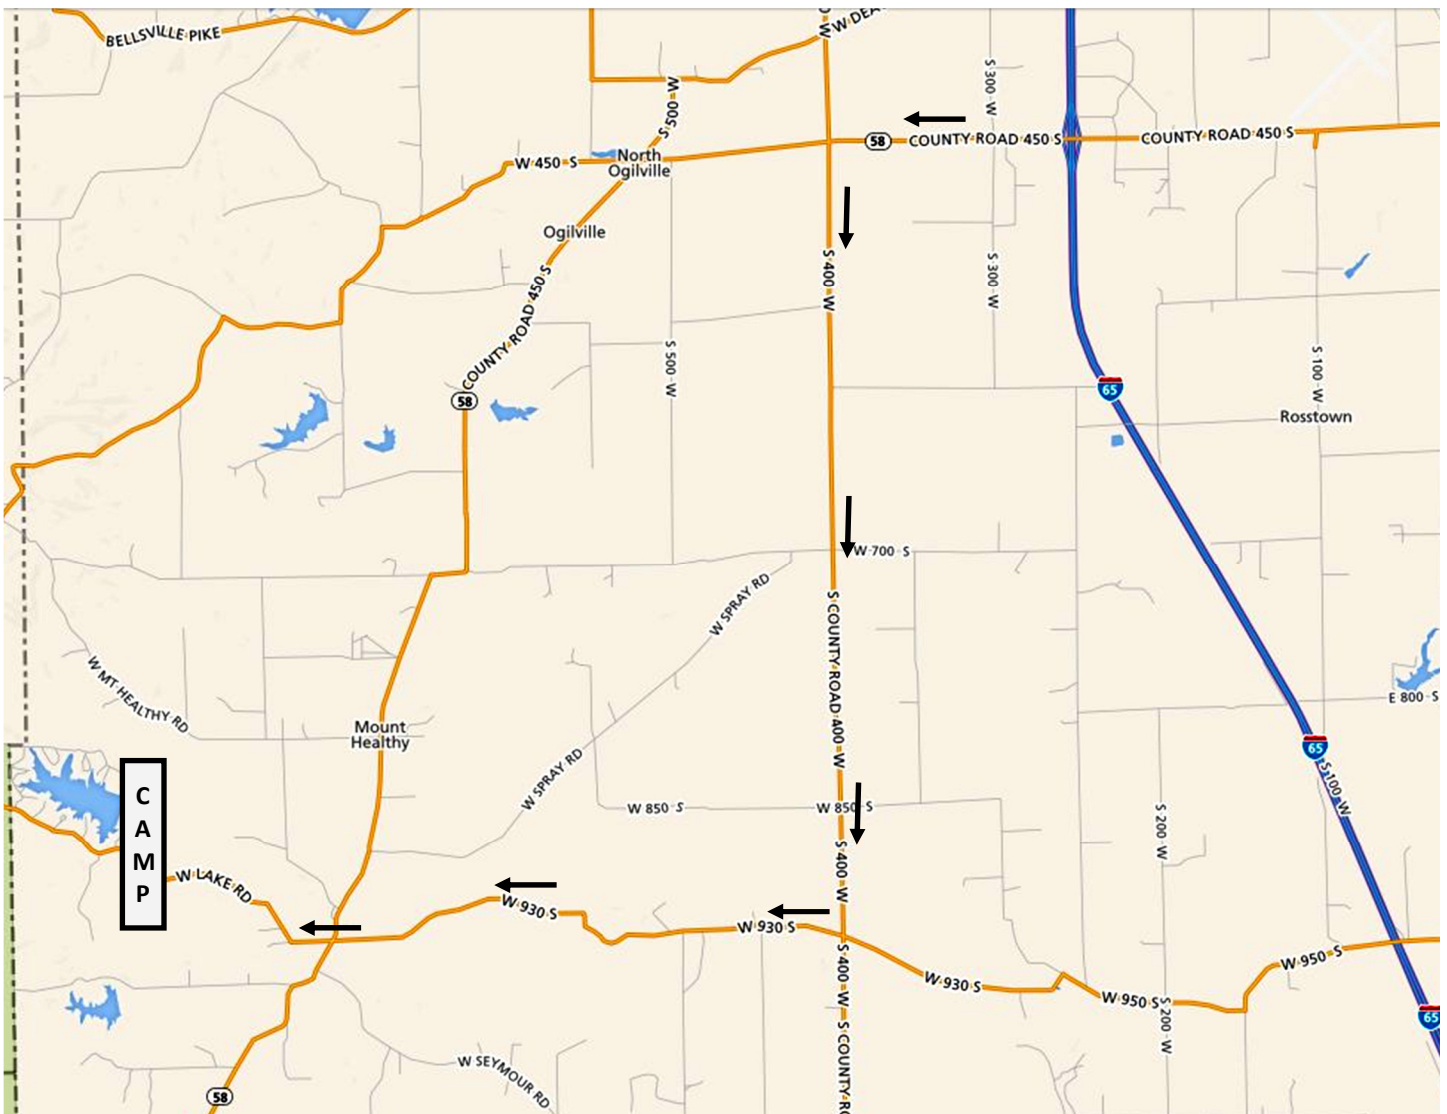 BELLSVILLE PIKE
W DEA
S 500 W
S 300 W
58
COUNTY ROAD 450 S
COUNTY ROAD 450 S
W 450 S
North
Ogilville
Ogilville
S 400 W
S 300 W
COUNTY ROAD 450 S
58
S 500 W
65
S 100 W
Rosstown
W 700 S
W SPRAY RD
S COUNTY ROAD 400 W
W MT HEALTHY RD
Mount
Healthy
E 800 S
65
S 100 W
W SPRAY RD
W 850 S
W 850 S
S 200 W
C
A
M
P
S 400 W
W LAKE RD
W 930 S
W 930 S
S 400 W
W 930 S
W 950 S
W 950 S
S 200 W
65
S COUNTY R
W SEYMOUR RD
58